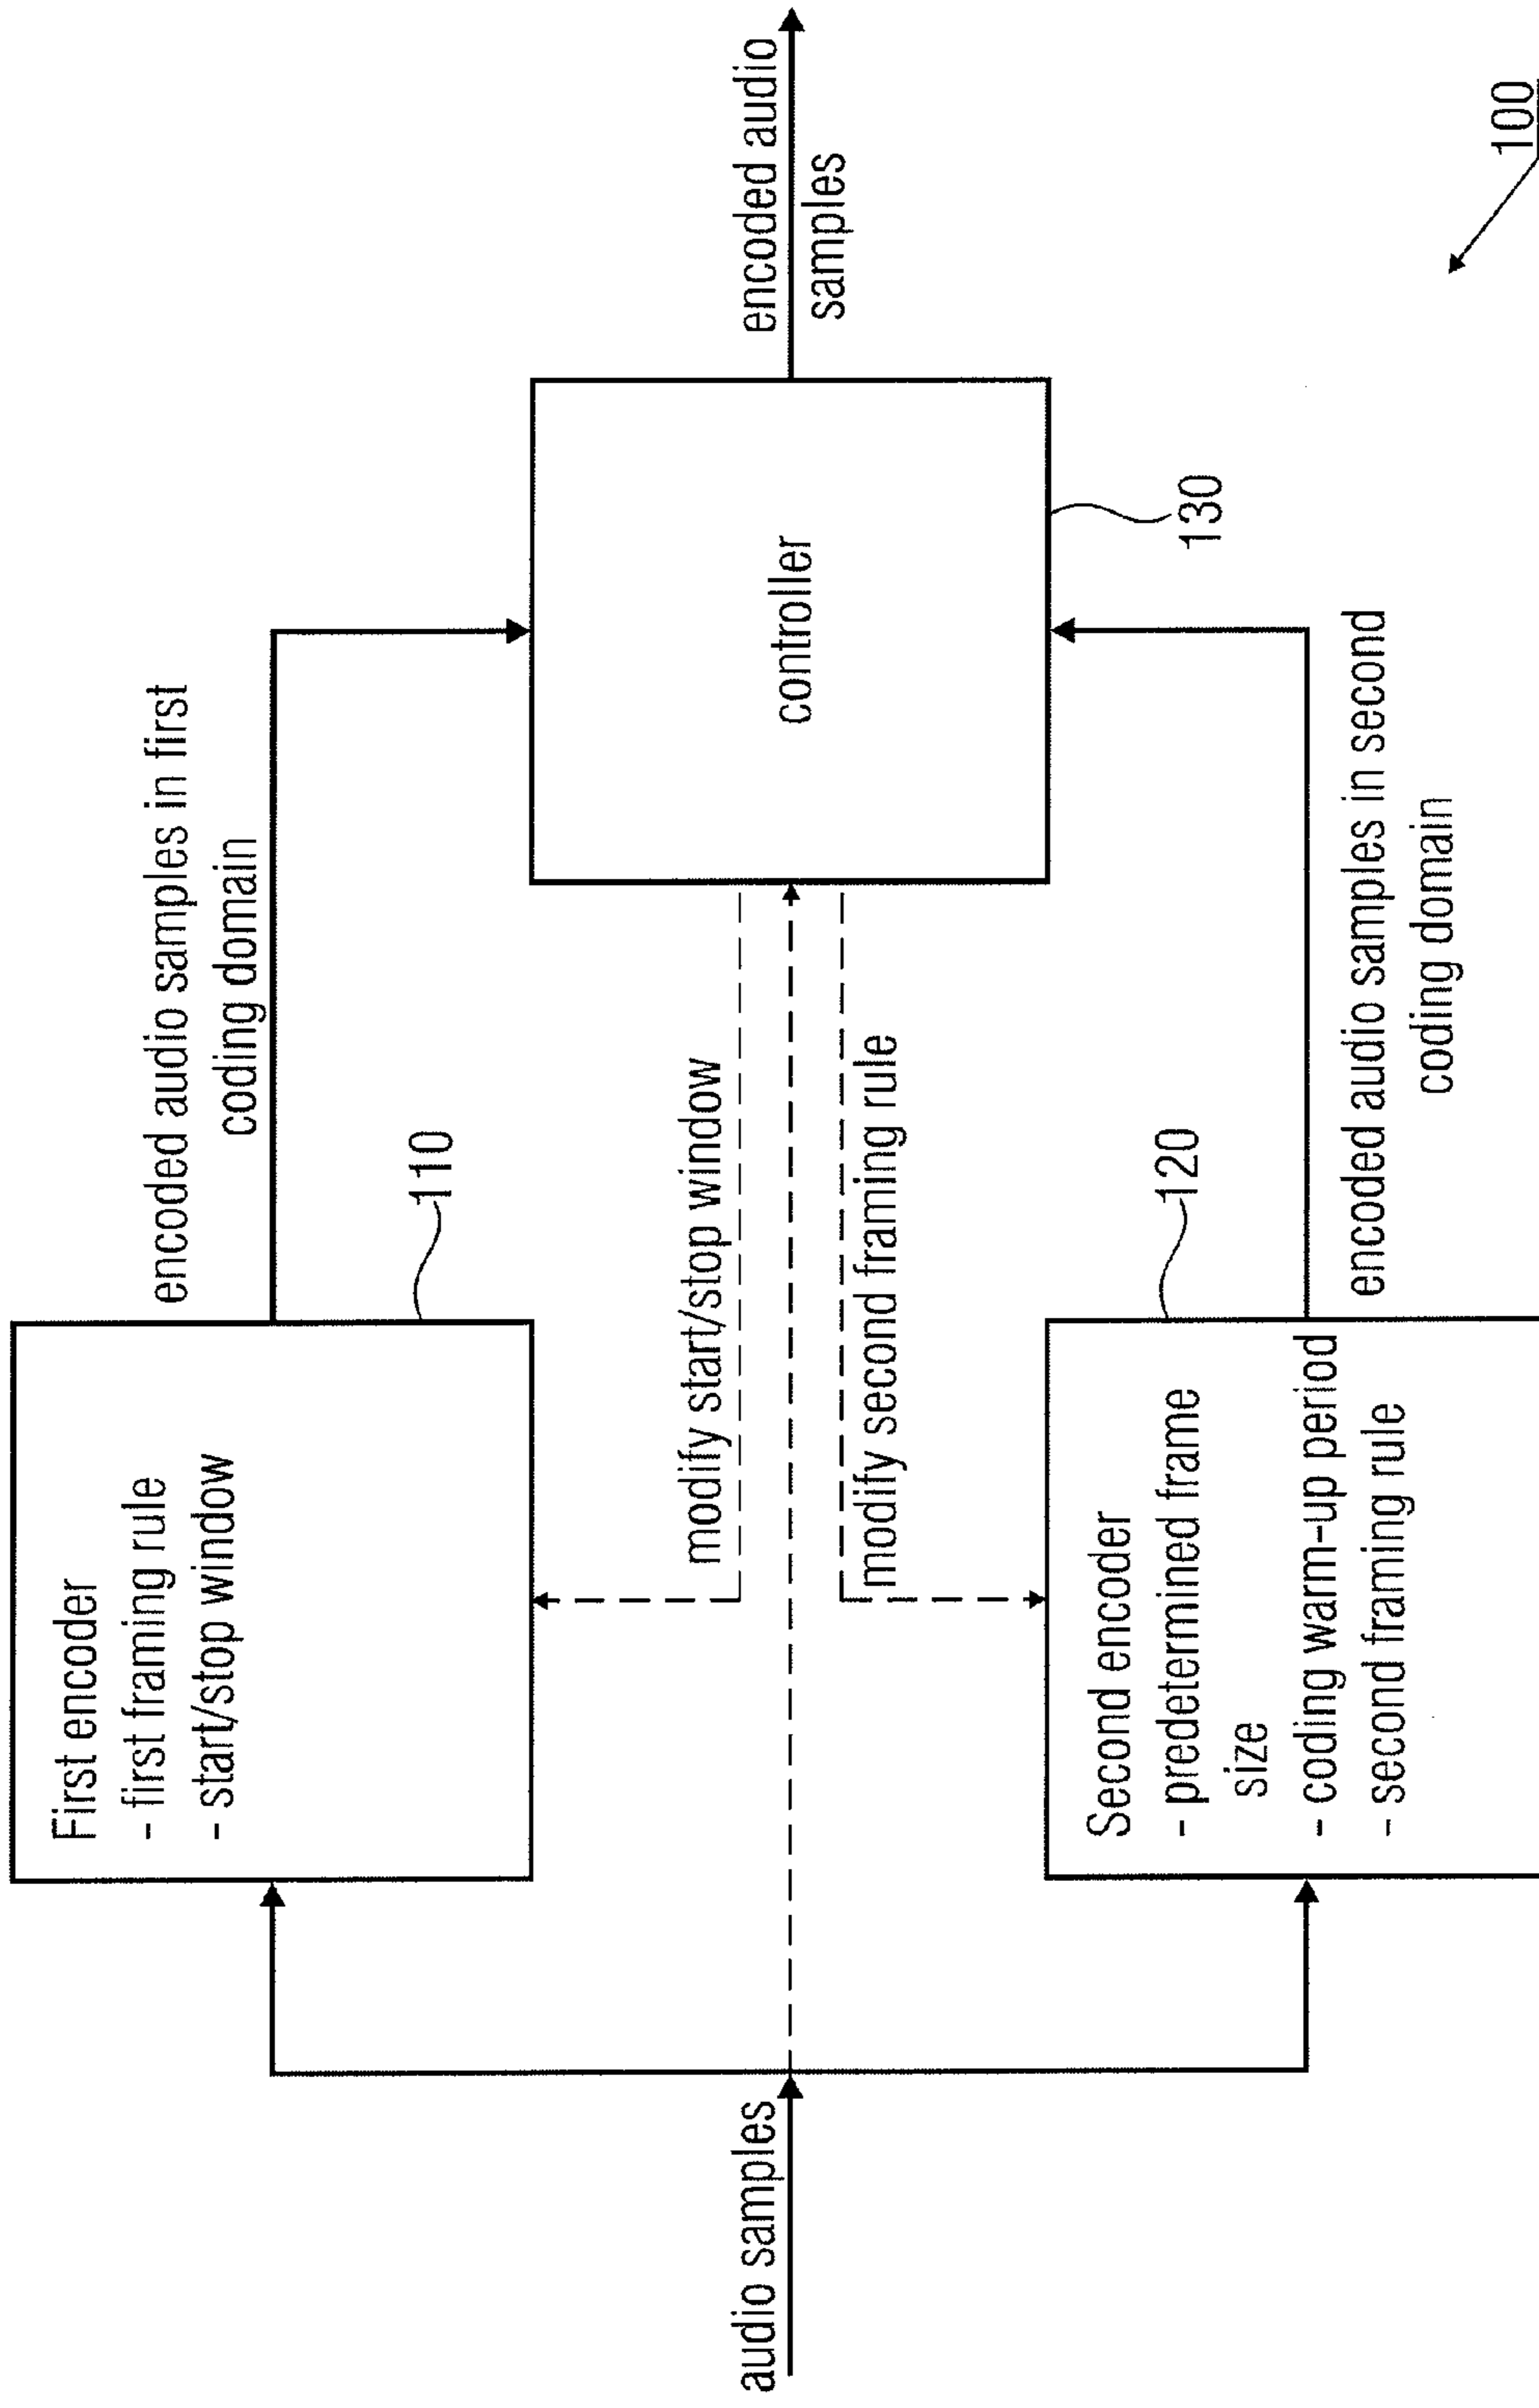 audio samples
First encoder
- first framing rule
- start/stop window
110
encoded audio samples in first
coding domain
modify start/stop window
modify second framing rule
Second encoder
- predetermined frame
size
- coding warm-up period
- second framing rule
120
encoded audio samples in second
coding domain
controller
130
encoded audio
samples
100